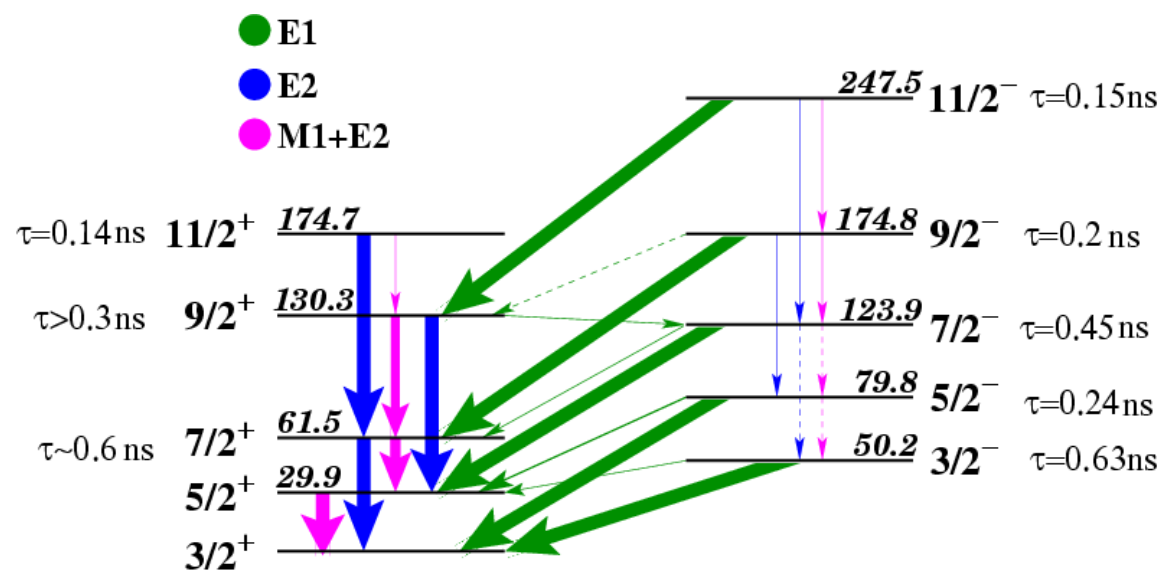 E1
E2
M1+E2
247.5 11/2⁻ τ=0.15ns
τ=0.14ns 11/2⁺ 174.7
174.8 9/2⁻ τ=0.2 ns
τ>0.3ns 9/2⁺ 130.3
123.9 7/2⁻ τ=0.45ns
79.8 5/2⁻ τ=0.24ns
τ~0.6 ns 7/2⁺ 61.5
50.2 3/2⁻ τ=0.63ns
5/2⁺ 29.9
3/2⁺